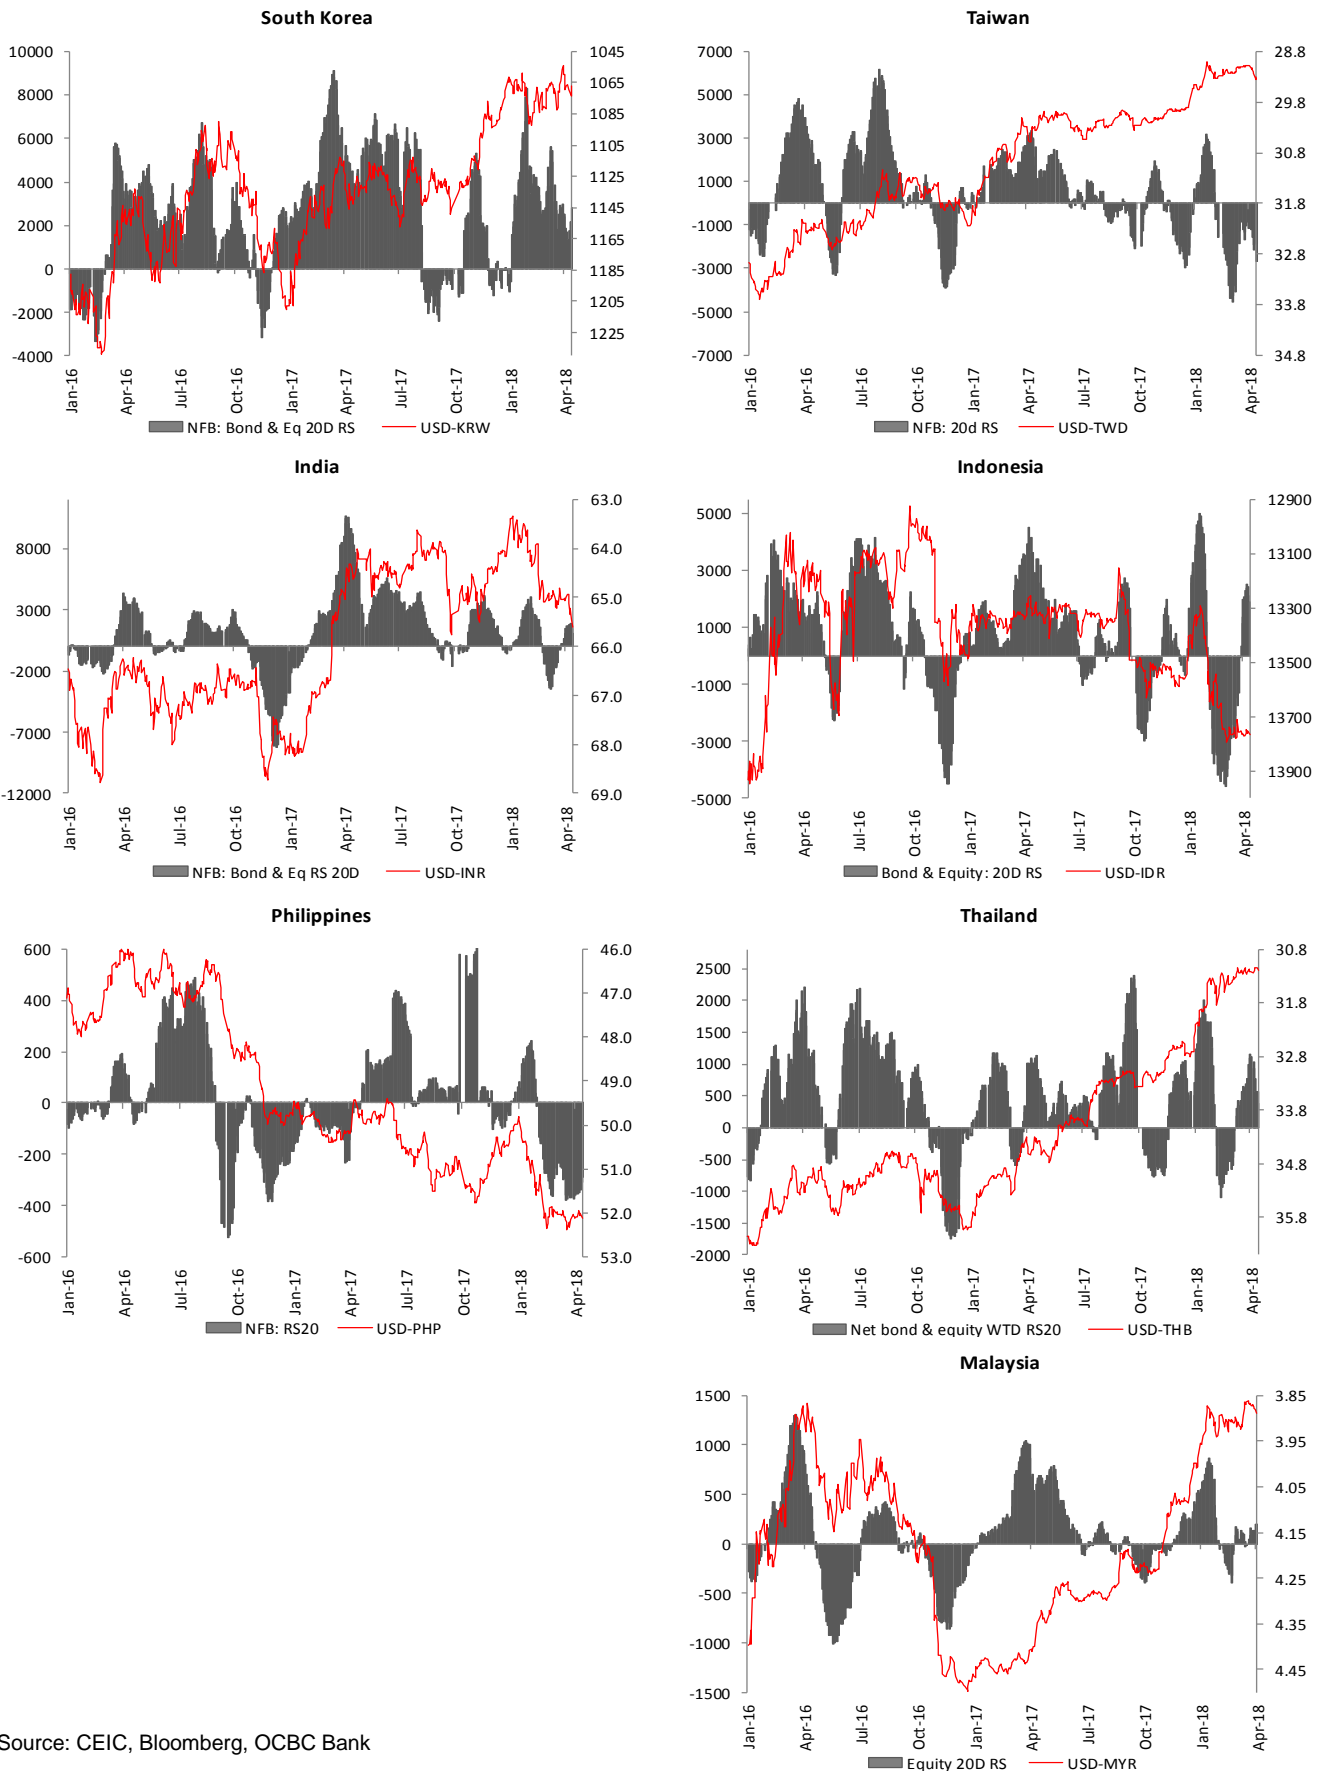 South Korea
10000
8000
6000
4000
2000
0
-2000
-4000
1045
1065
1085
1105
1125
1145
1165
1185
1205
1225
Jan-16
Apr-16
Jul-16
Oct-16
Jan-17
Apr-17
Jul-17
Oct-17
Jan-18
Apr-18
NFB: Bond & Eq 20D RS
USD-KRW
Taiwan
7000
5000
3000
1000
-1000
-3000
-5000
-7000
28.8
29.8
30.8
31.8
32.8
33.8
34.8
Jan-16
Apr-16
Jul-16
Oct-16
Jan-17
Apr-17
Jul-17
Oct-17
Jan-18
Apr-18
NFB: 20d RS
USD-TWD
India
8000
3000
-2000
-7000
-12000
63.0
64.0
65.0
66.0
67.0
68.0
69.0
Jan-16
Apr-16
Jul-16
Oct-16
Jan-17
Apr-17
Jul-17
Oct-17
Jan-18
Apr-18
NFB: Bond & Eq RS 20D
USD-INR
Indonesia
5000
3000
1000
-1000
-3000
-5000
12900
13100
13300
13500
13700
13900
Jan-16
Apr-16
Jul-16
Oct-16
Jan-17
Apr-17
Jul-17
Oct-17
Jan-18
Apr-18
Bond & Equity: 20D RS
USD-IDR
Philippines
600
400
200
0
-200
-400
-600
46.0
47.0
48.0
49.0
50.0
51.0
52.0
53.0
Jan-16
Apr-16
Jul-16
Oct-16
Jan-17
Apr-17
Jul-17
Oct-17
Jan-18
Apr-18
NFB: RS20
USD-PHP
Thailand
2500
2000
1500
1000
500
0
-500
-1000
-1500
-2000
30.8
31.8
32.8
33.8
34.8
35.8
Jan-16
Apr-16
Jul-16
Oct-16
Jan-17
Apr-17
Jul-17
Oct-17
Jan-18
Apr-18
Net bond & equity WTD RS20
USD-THB
Malaysia
1500
1000
500
0
-500
-1000
-1500
3.85
3.95
4.05
4.15
4.25
4.35
4.45
Jan-16
Apr-16
Jul-16
Oct-16
Jan-17
Apr-17
Jul-17
Oct-17
Jan-18
Apr-18
Equity 20D RS
USD-MYR
Source: CEIC, Bloomberg, OCBC Bank